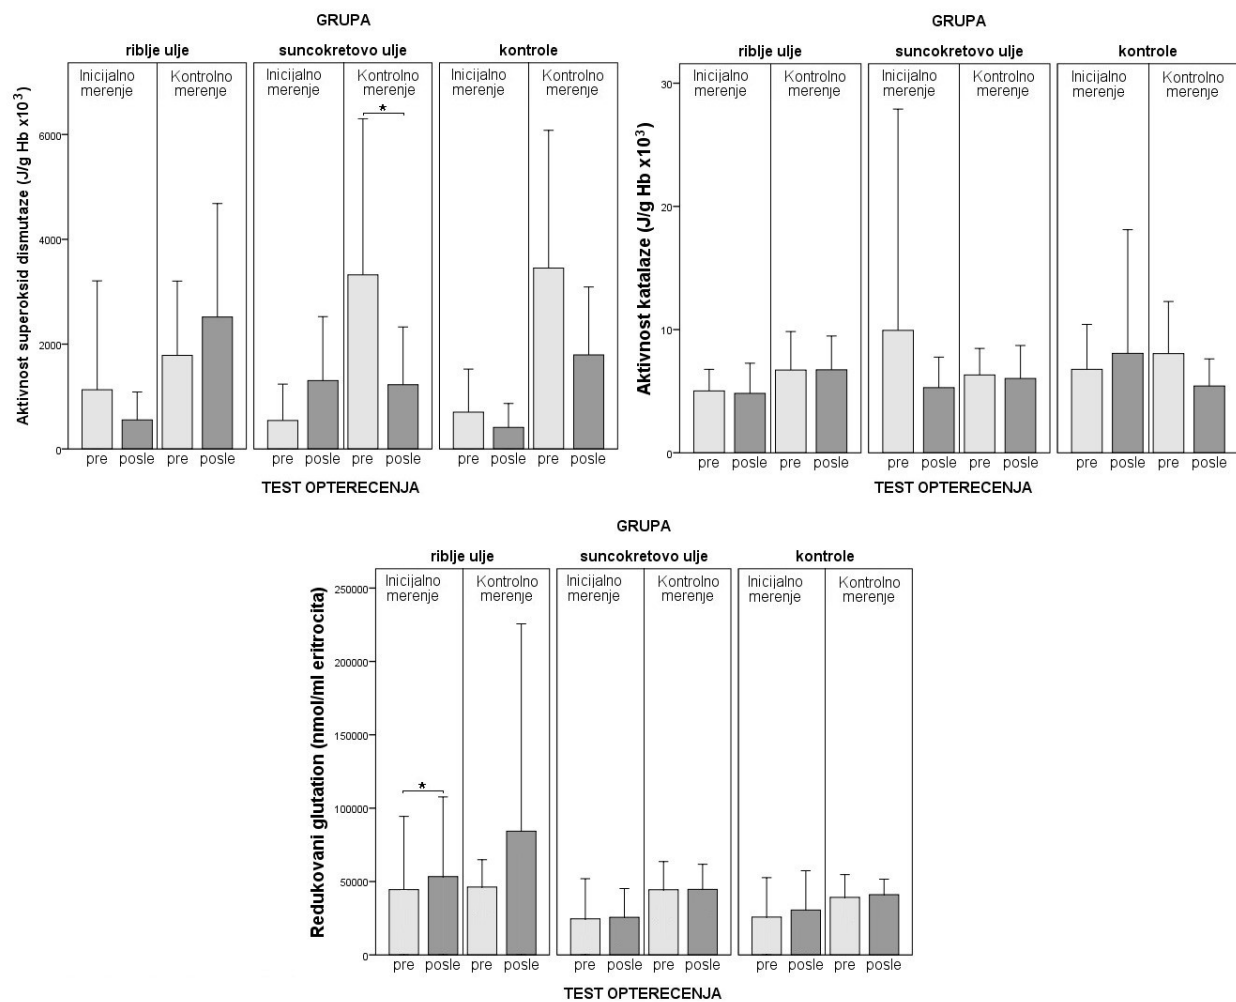 GRUPA
riblje ulje suncokretovo ulje kontrole
Inicijalno merenje Kontrolno merenje Inicijalno merenje Kontrolno merenje Inicijalno merenje Kontrolno merenje
*
Aktivnost superoksid dismutaze (J/g Hb x10³)
6000
4000
2000
0
pre posle pre posle pre posle pre posle pre posle pre posle
TEST OPTERECENJA
GRUPA
riblje ulje suncokretovo ulje kontrole
Inicijalno merenje Kontrolno merenje Inicijalno merenje Kontrolno merenje Inicijalno merenje Kontrolno merenje
Aktivnost katalaze (J/g Hb x10³)
30
20
10
0
pre posle pre posle pre posle pre posle pre posle pre posle
TEST OPTERECENJA
GRUPA
riblje ulje suncokretovo ulje kontrole
Inicijalno merenje Kontrolno merenje Inicijalno merenje Kontrolno merenje Inicijalno merenje Kontrolno merenje
*
Redukovani glutation (nmol/ml eritrocita)
250000
200000
150000
100000
50000
0
pre posle pre posle pre posle pre posle pre posle pre posle
TEST OPTERECENJA